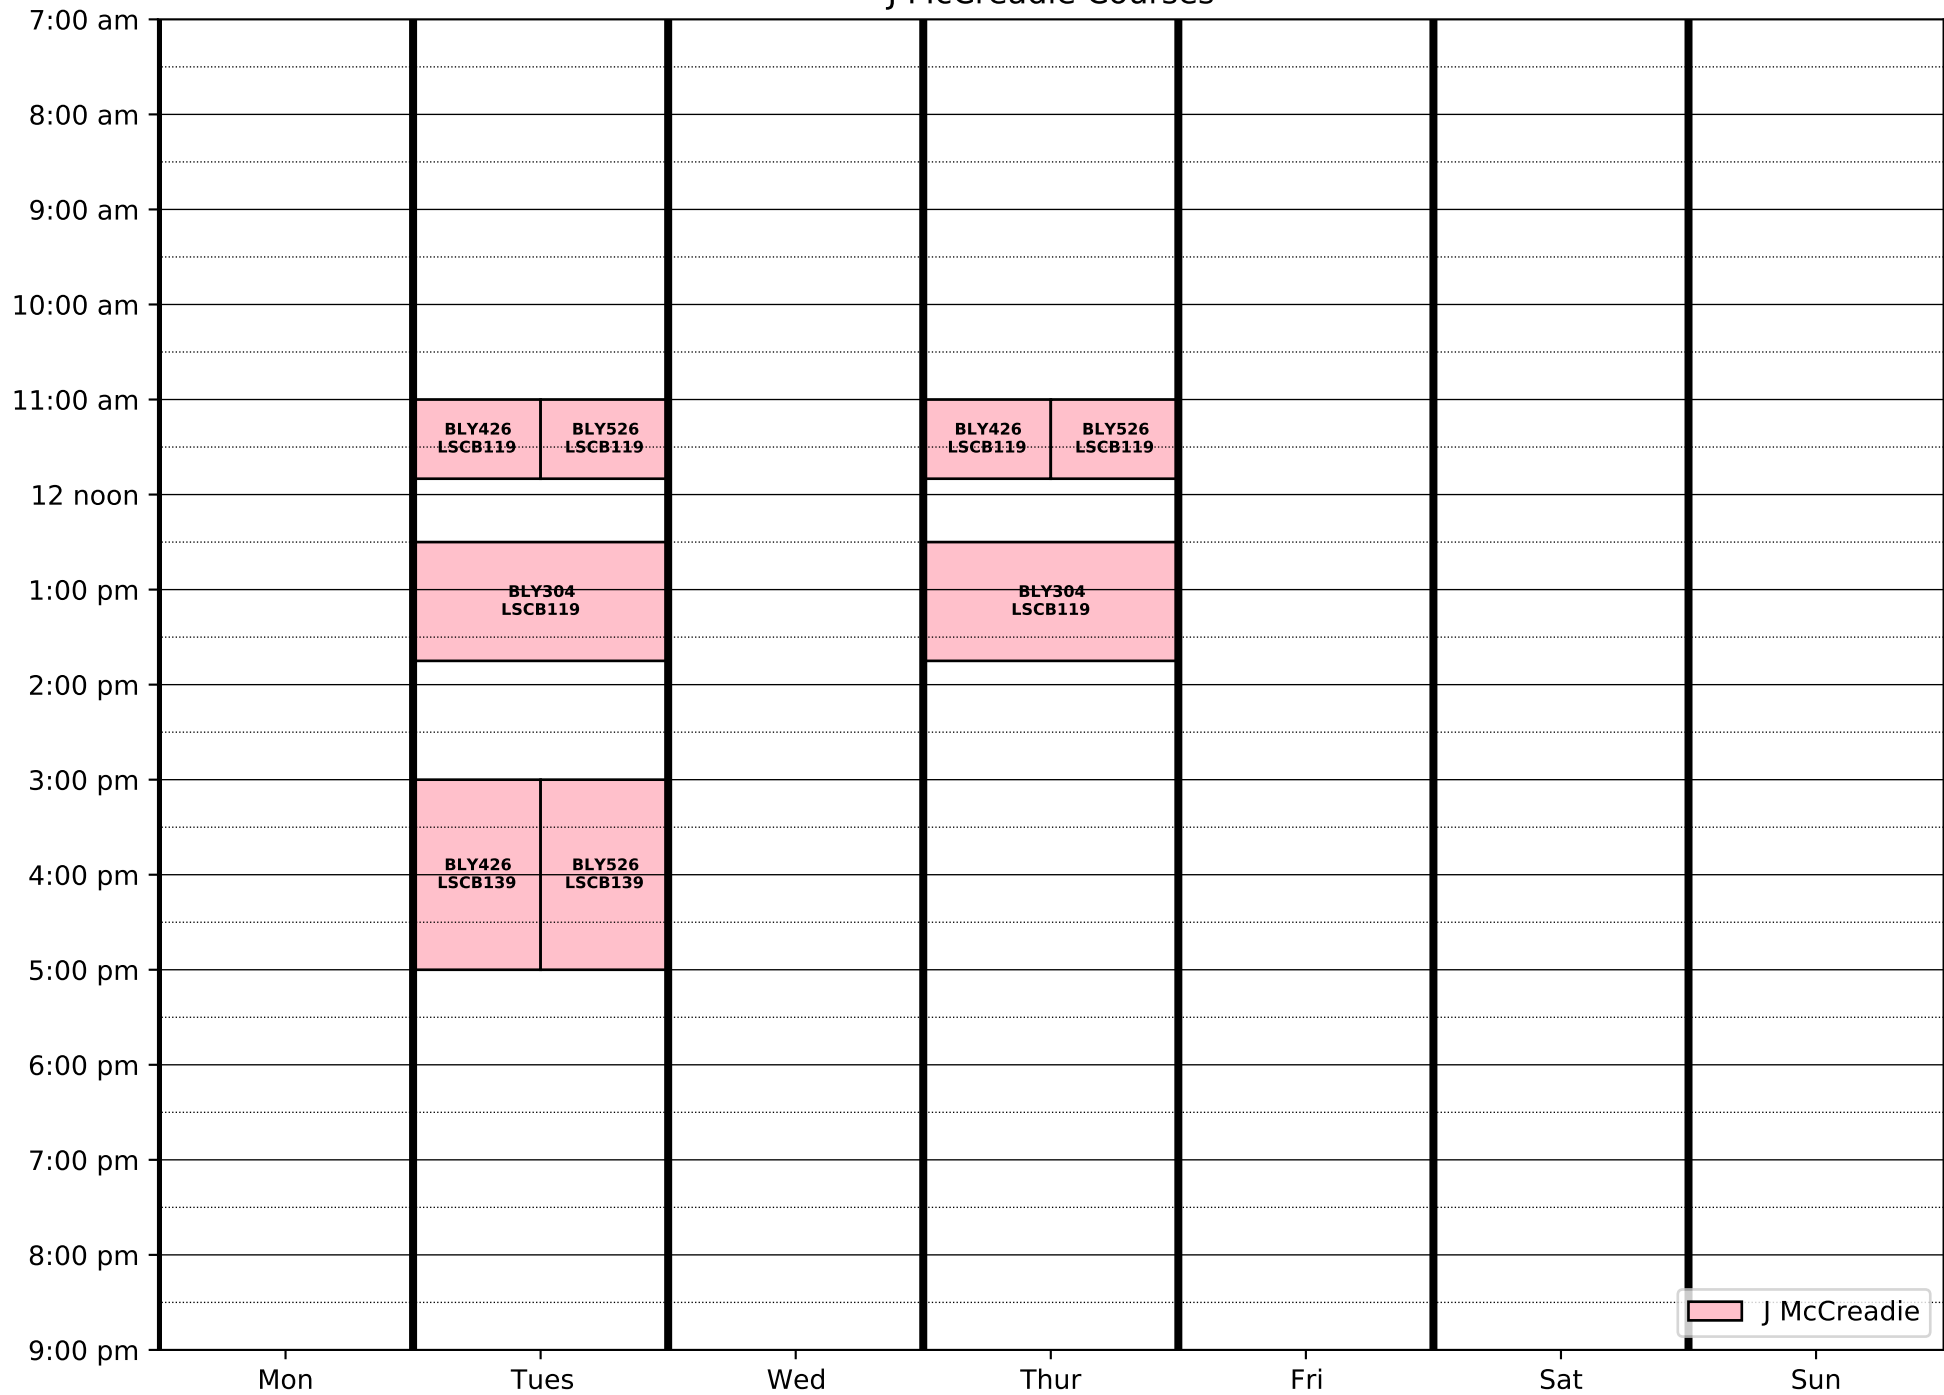 J McCreadie Courses
7:00 am
8:00 am
9:00 am
10:00 am
11:00 am
BLY426
LSCB119
BLY526
LSCB119
BLY426
LSCB119
BLY526
LSCB119
12 noon
1:00 pm
BLY304
LSCB119
BLY304
LSCB119
2:00 pm
3:00 pm
4:00 pm
BLY426
LSCB139
BLY526
LSCB139
5:00 pm
6:00 pm
7:00 pm
8:00 pm
J McCreadie
9:00 pm
Mon Tues Wed Thur Fri Sat Sun